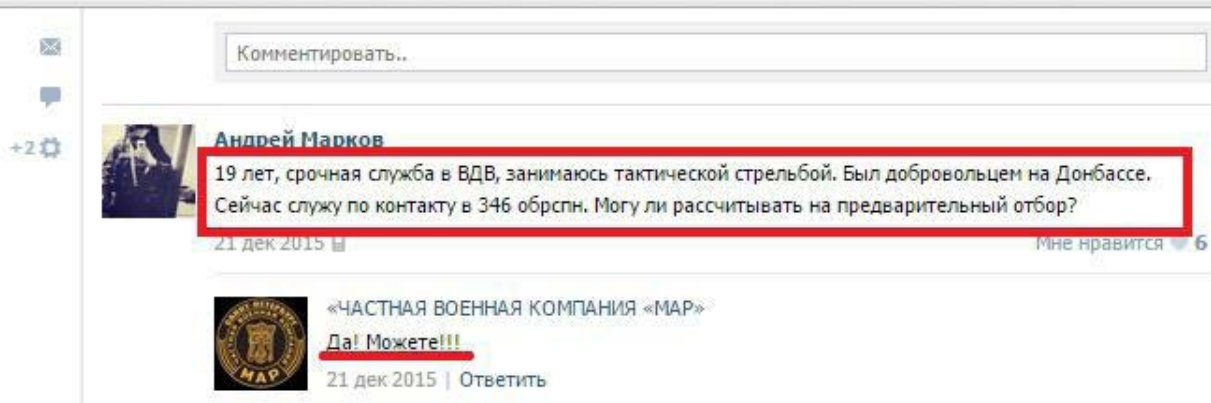 Комментировать..
+2
Андрей Марков
19 лет, срочная служба в ВДВ, занимаюсь тактической стрельбой. Был добровольцем на Донбассе.
Сейчас служу по контакту в 346 обрспн. Могу ли рассчитывать на предварительный отбор?
21 дек 2015
Мне нравится 6
«ЧАСТНАЯ ВОЕННАЯ КОМПАНИЯ «МАР»
Да! Можете!!!
МАР
21 дек 2015 | Ответить